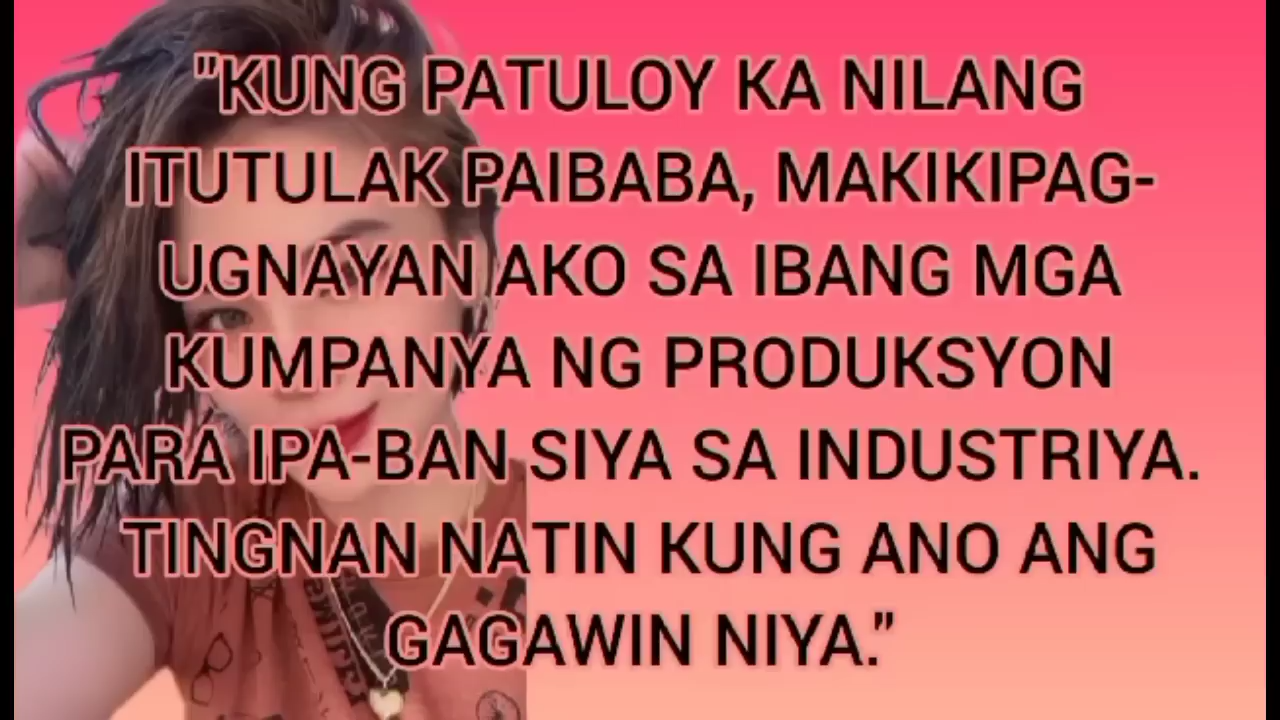 "KUNG PATULOY KA NILANG
ITUTULAK PAIBABA, MAKIKIPAG-
UGNAYAN AKO SA IBANG MGA
KUMPANYA NG PRODUKSYON
PARA IPA-BAN SIYA SA INDUSTRIYA.
TINGNAN NATIN KUNG ANO ANG
GAGAWIN NIYA."